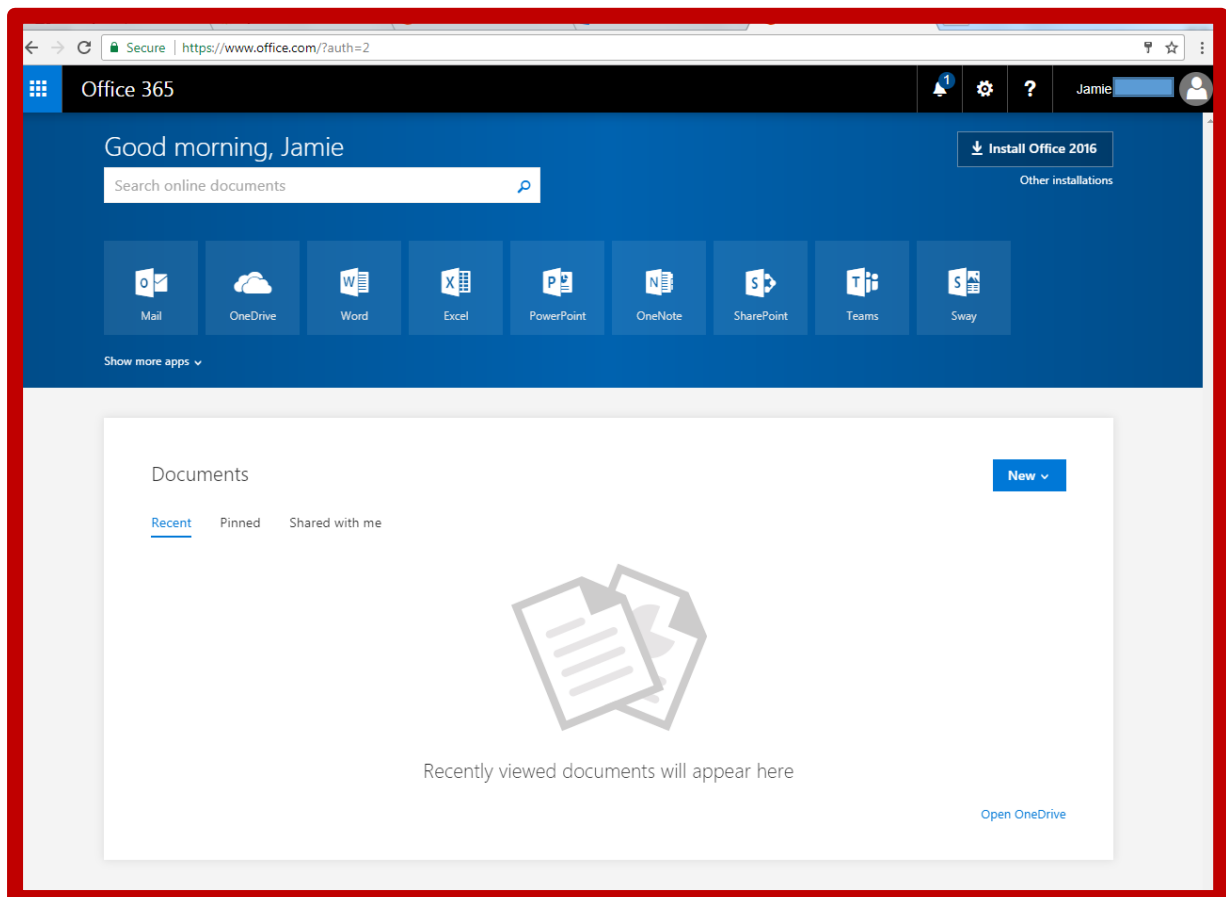 Secure | https://www.office.com/?auth=2
Office 365
1
?
Jamie
Good morning, Jamie
Install Office 2016
Search online documents
Other installations
O
W
X
P
N
S
T
S
Mail OneDrive Word Excel PowerPoint OneNote SharePoint Teams Sway
Show more apps
Documents
New
Recent Pinned Shared with me
Recently viewed documents will appear here
Open OneDrive